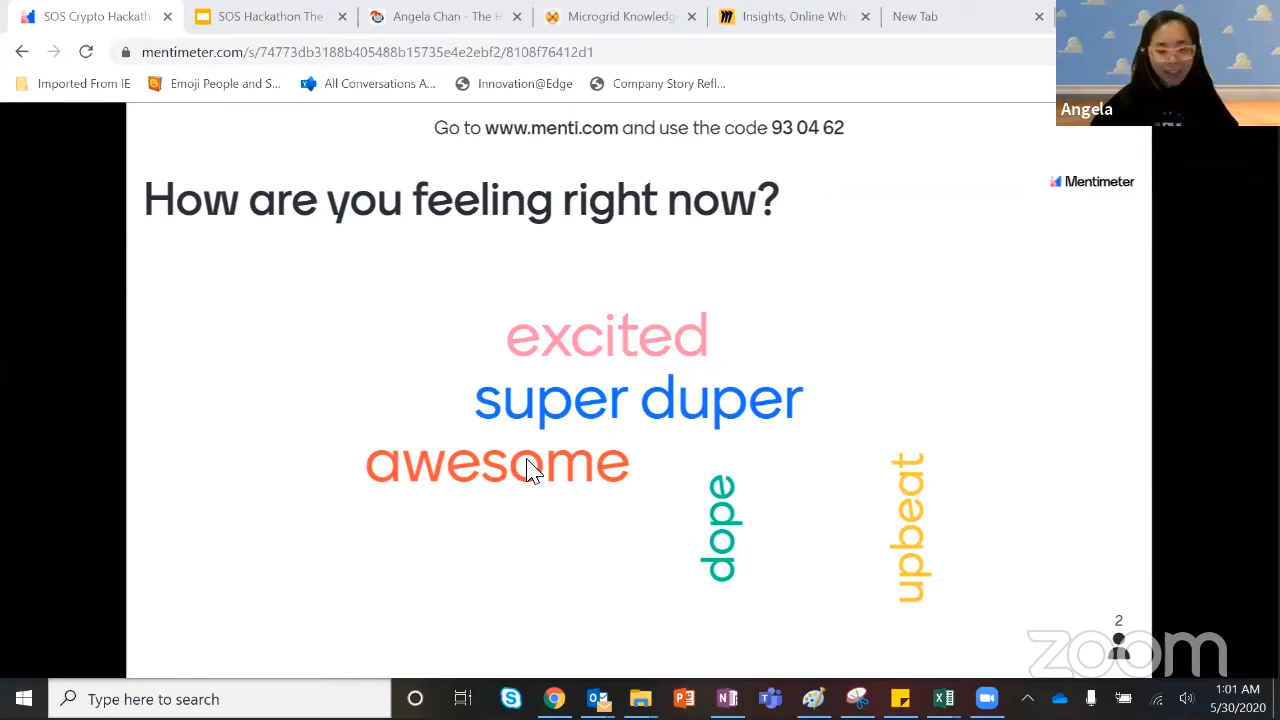 SOS Crypto Hackath
SOS Hackathon The
Angela Chan - The H
Microgrid Knowledg
Insights, Online Wh
New Tab
mentimeter.com/s/74773db3188b405488b15735e4e2ebf2/8108f76412d1
Imported From IE
Emoji People and S...
All Conversations A...
Innovation@Edge
Company Story Refl...
Angela
Go to www.menti.com and use the code 93 04 62
Mentimeter
How are you feeling right now?
excited
super duper
awesome
dope
upbeat
2
zoom
Type here to search
1:01 AM
5/30/2020